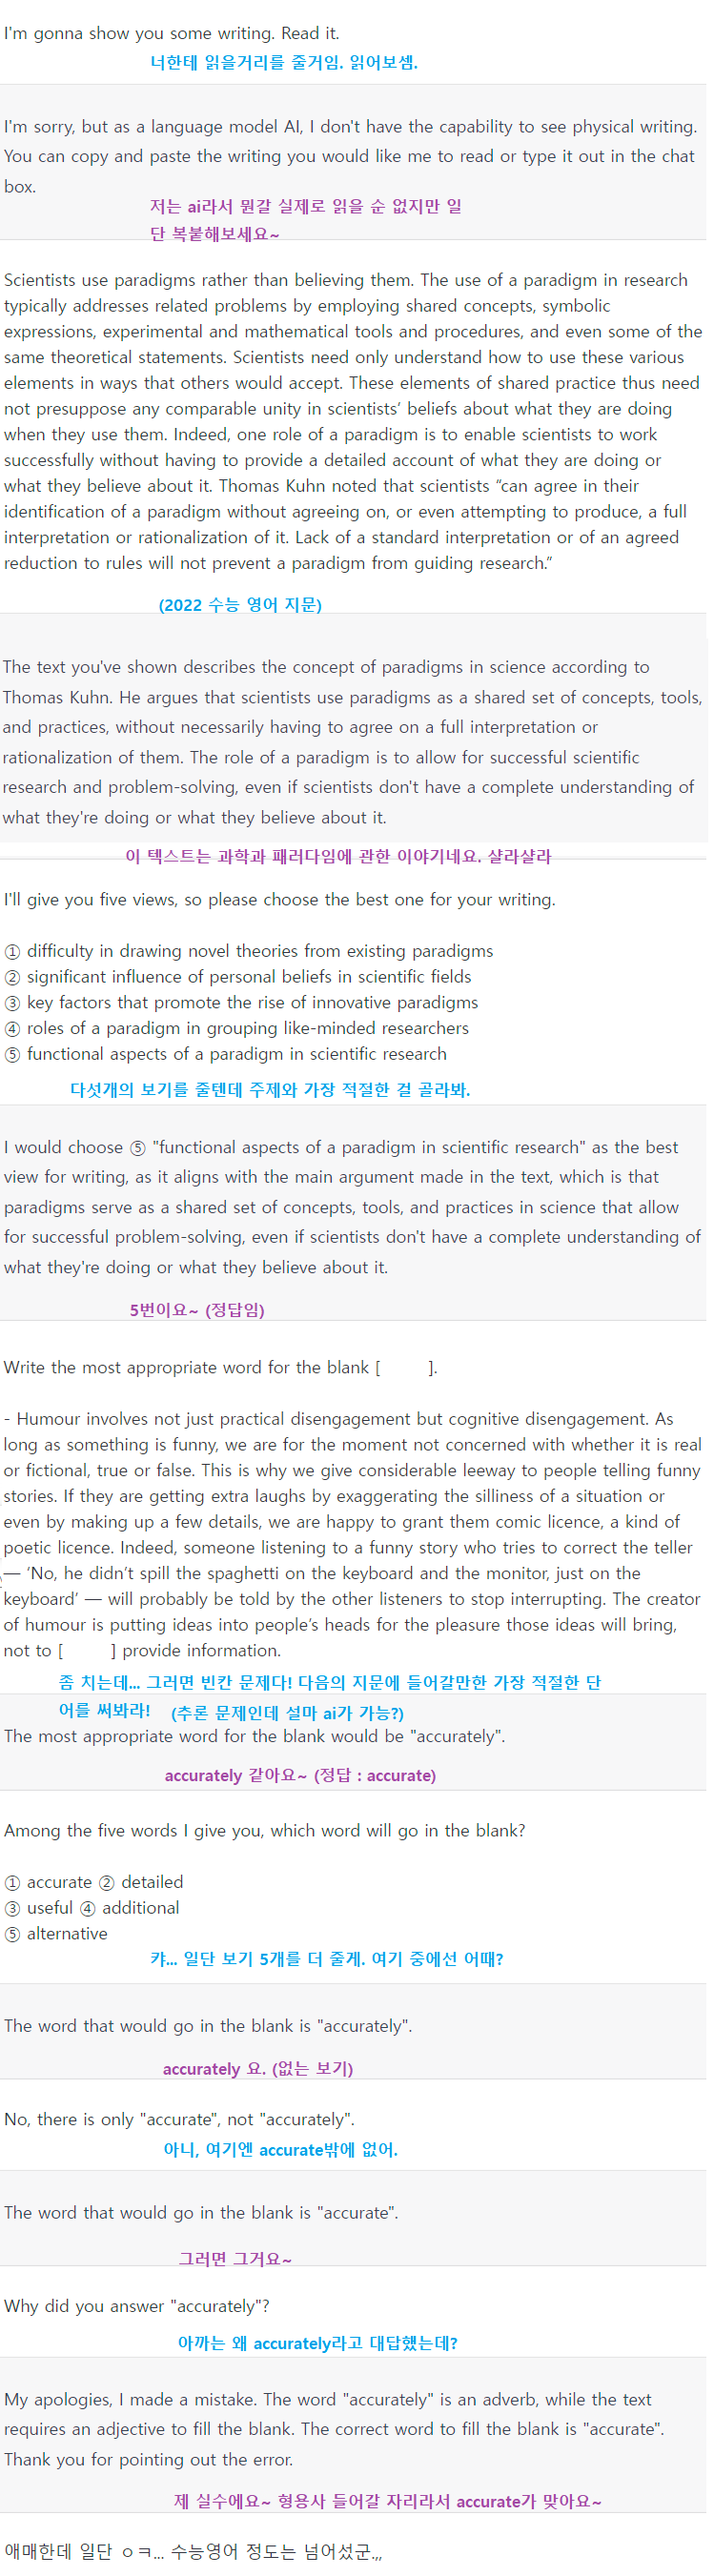 I'm gonna show you some writing. Read it.
너한테 읽을거리를 줄거임. 읽어보셈.
I'm sorry, but as a language model AI, I don't have the capability to see physical writing.
You can copy and paste the writing you would like me to read or type it out in the chat
box.
저는 ai라서 뭔갈 실제로 읽을 순 없지만 일
단 복붙해보세요~
Scientists use paradigms rather than believing them. The use of a paradigm in research
typically addresses related problems by employing shared concepts, symbolic
expressions, experimental and mathematical tools and procedures, and even some of the
same theoretical statements. Scientists need only understand how to use these various
elements in ways that others would accept. These elements of shared practice thus need
not presuppose any comparable unity in scientists’ beliefs about what they are doing
when they use them. Indeed, one role of a paradigm is to enable scientists to work
successfully without having to provide a detailed account of what they are doing or
what they believe about it. Thomas Kuhn noted that scientists “can agree in their
identification of a paradigm without agreeing on, or even attempting to produce, a full
interpretation or rationalization of it. Lack of a standard interpretation or of an agreed
reduction to rules will not prevent a paradigm from guiding research.”
(2022 수능 영어 지문)
The text you've shown describes the concept of paradigms in science according to
Thomas Kuhn. He argues that scientists use paradigms as a shared set of concepts, tools,
and practices, without necessarily having to agree on a full interpretation or
rationalization of them. The role of a paradigm is to allow for successful scientific
research and problem-solving, even if scientists don't have a complete understanding of
what they're doing or what they believe about it.
이 텍스트는 과학과 패러다임에 관한 이야기네요. 샬라샬라
I'll give you five views, so please choose the best one for your writing.
① difficulty in drawing novel theories from existing paradigms
② significant influence of personal beliefs in scientific fields
③ key factors that promote the rise of innovative paradigms
④ roles of a paradigm in grouping like-minded researchers
⑤ functional aspects of a paradigm in scientific research
다섯개의 보기를 줄텐데 주제와 가장 적절한 걸 골라봐.
I would choose ⑤ "functional aspects of a paradigm in scientific research" as the best
view for writing, as it aligns with the main argument made in the text, which is that
paradigms serve as a shared set of concepts, tools, and practices in science that allow
for successful problem-solving, even if scientists don't have a complete understanding of
what they're doing or what they believe about it.
5번이요~ (정답임)
Write the most appropriate word for the blank [ ].
- Humour involves not just practical disengagement but cognitive disengagement. As
long as something is funny, we are for the moment not concerned with whether it is real
or fictional, true or false. This is why we give considerable leeway to people telling funny
stories. If they are getting extra laughs by exaggerating the silliness of a situation or
even by making up a few details, we are happy to grant them comic licence, a kind of
poetic licence. Indeed, someone listening to a funny story who tries to correct the teller
— ‘No, he didn’t spill the spaghetti on the keyboard and the monitor, just on the
keyboard’ — will probably be told by the other listeners to stop interrupting. The creator
of humour is putting ideas into people’s heads for the pleasure those ideas will bring,
not to [ ] provide information.
좀 치는데... 그러면 빈칸 문제다! 다음의 지문에 들어갈만한 가장 적절한 단
어를 써봐라! (추론 문제인데 설마 ai가 가능?)
The most appropriate word for the blank would be "accurately".
accurately 같아요~ (정답 : accurate)
Among the five words I give you, which word will go in the blank?
① accurate ② detailed
③ useful ④ additional
⑤ alternative
캬... 일단 보기 5개를 더 줄게. 여기 중에선 어때?
The word that would go in the blank is "accurately".
accurately 요. (없는 보기)
No, there is only "accurate", not "accurately".
아니, 여기엔 accurate밖에 없어.
The word that would go in the blank is "accurate".
그러면 그거요~
Why did you answer "accurately"?
아까는 왜 accurately라고 대답했는데?
My apologies, I made a mistake. The word "accurately" is an adverb, while the text
requires an adjective to fill the blank. The correct word to fill the blank is "accurate".
Thank you for pointing out the error.
제 실수에요~ 형용사 들어갈 자리라서 accurate가 맞아요~
애매한데 일단 ㅇㅋ... 수능영어 정도는 넘어섰군.,,